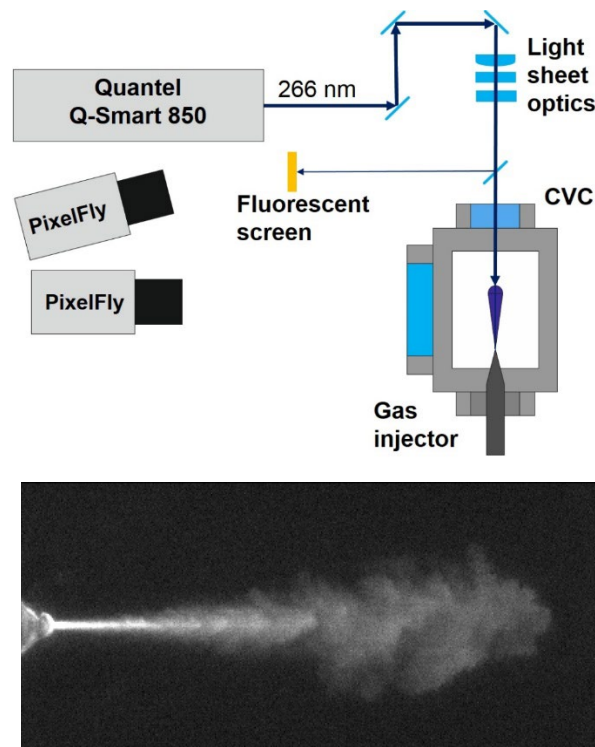 Quantel
Q-Smart 850
266 nm
Light
sheet
optics
PixelFly
Fluorescent
screen
CVC
PixelFly
Gas
injector